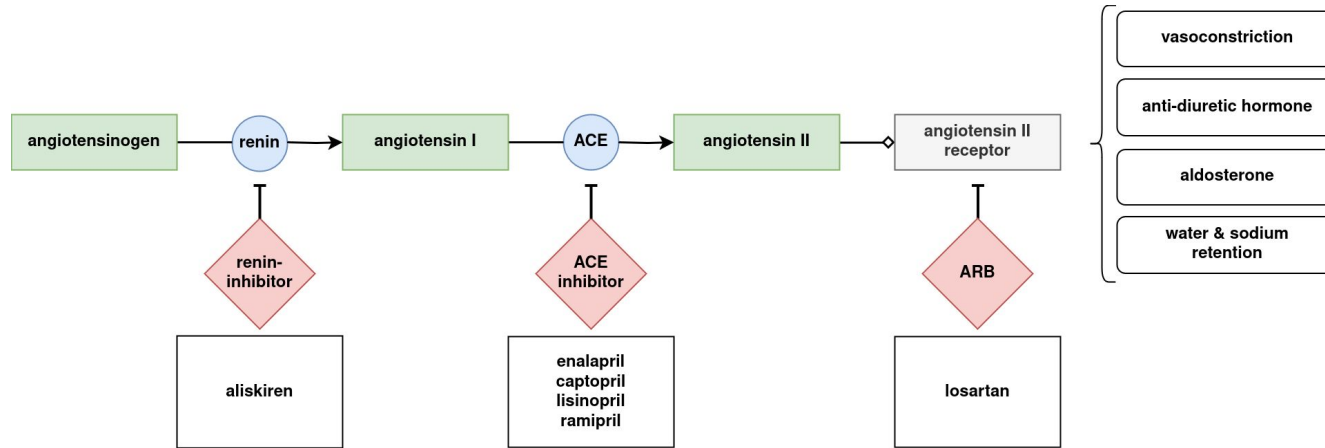 vasoconstriction
anti-diuretic hormone
aldosterone
water & sodium
retention
angiotensinogen
renin
angiotensin I
ACE
angiotensin II
angiotensin II
receptor
renin-
inhibitor
ACE
inhibitor
ARB
aliskiren
enalapril
captopril
lisinopril
ramipril
losartan